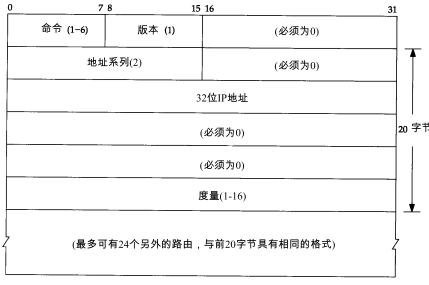 0 7 8 15 16 31
命令 (1-6) 版本 (1) (必须为0)
地址系列(2) (必须为0)
32位IP地址
(必须为0)
20 字节
(必须为0)
度量(1-16)
(最多可有24个另外的路由，与前20字节具有相同的格式)